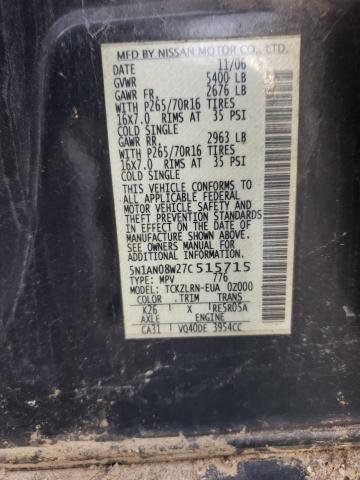 MFD BY NISSAN MOTOR CO., LTD.
DATE 11/06
GVWR 5400 LB
GAWR FR. 2676 LB
WITH P265/70R16 TIRES
16X7.0 RIMS AT 35 PSI
COLD SINGLE
GAWR RR. 2963 LB
WITH P265/70R16 TIRES
16X7.0 RIMS AT 35 PSI
COLD SINGLE
THIS VEHICLE CONFORMS TO
ALL APPLICABLE FEDERAL
MOTOR VEHICLE SAFETY AND
THEFT PREVENTION STANDARDS
IN EFFECT ON THE DATE OF
MANUFACTURE SHOWN ABOVE.
ADDITIONAL INFORMATION
5N1AN08W27C515715
TYPE: MPV 776
MODEL: TCKZLRN-EUA 0Z000
COLOR TRIM TRANS
K26 X RE5R05A
AXLE ENGINE
CA31 VQ40DE 3954CC